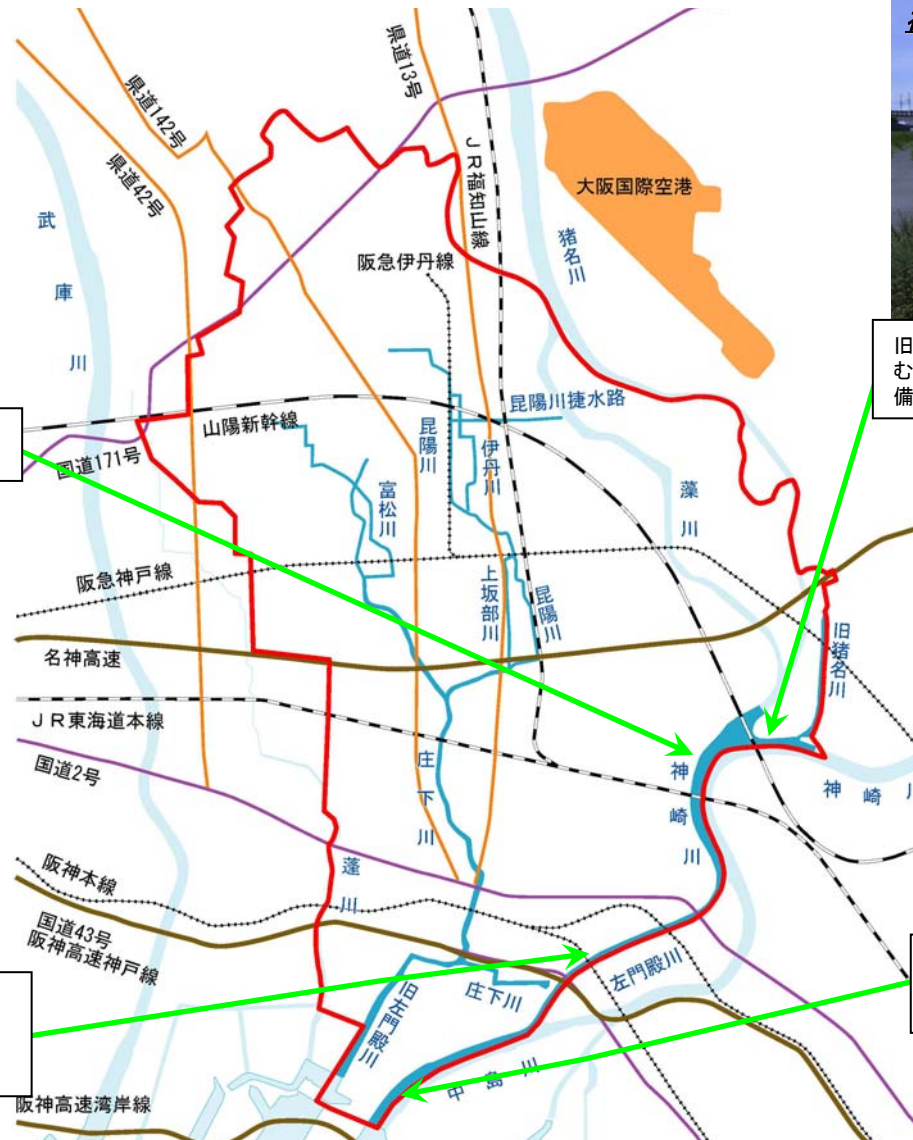 県道13号
県道142号
県道42号
JR福知山線
大阪国際空港
武庫川
猪名川
阪急伊丹線
旧
む
備
昆陽川捷水路
山陽新幹線
昆陽川
伊丹川
国道171号
富松川
藻川
阪急神戸線
上坂部川
昆陽川
旧猪名川
名神高速
JR東海道本線
国道2号
庄下川
神崎川
神崎川
蓬川
阪神本線
国道43号
阪神高速神戸線
左門殿川
庄下川
旧左門殿川
中島川
阪神高速湾岸線